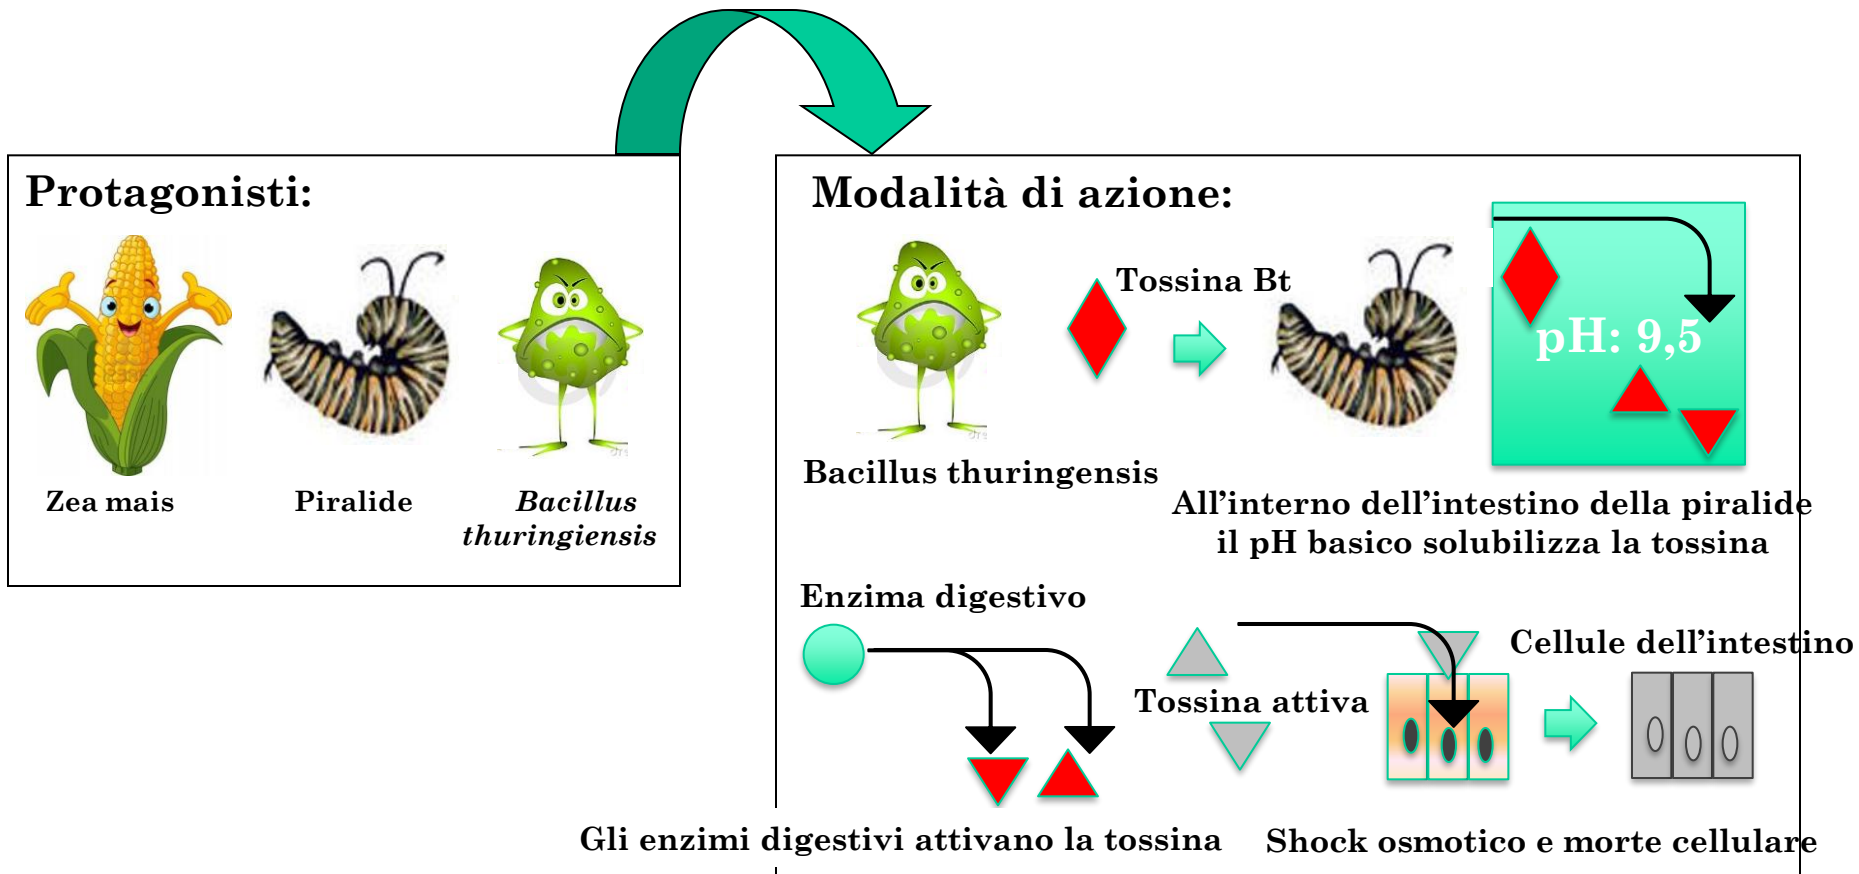 Protagonisti:
Zea mais
Piralide
Bacillus
thuringiensis
Modalità di azione:
Tossina Bt
pH: 9,5
Bacillus thuringensis
All'interno dell'intestino della piralide
il pH basico solubilizza la tossina
Enzima digestivo
Cellule dell'intestino
Tossina attiva
Gli enzimi digestivi attivano la tossina
Shock osmotico e morte cellulare